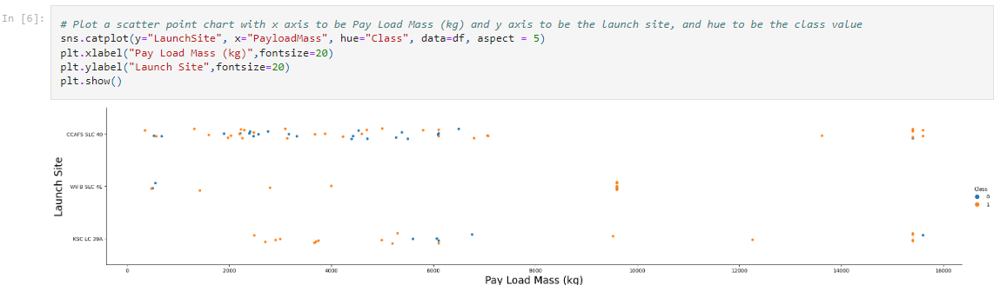 In [6]:
# Plot a scatter point chart with x axis to be Pay Load Mass (kg) and y axis to be the launch site, and hue to be the class value
sns.catplot(y="LaunchSite", x="PayloadMass", hue="Class", data=df, aspect = 5)
plt.xlabel("Pay Load Mass (kg)",fontsize=20)
plt.ylabel("Launch Site",fontsize=20)
plt.show()
CCAFS SLC 40
VAFB SLC 4E
KSC LC 39A
Launch Site
Class
0
1
0 2000 4000 6000 8000 10000 12000 14000 16000
Pay Load Mass (kg)